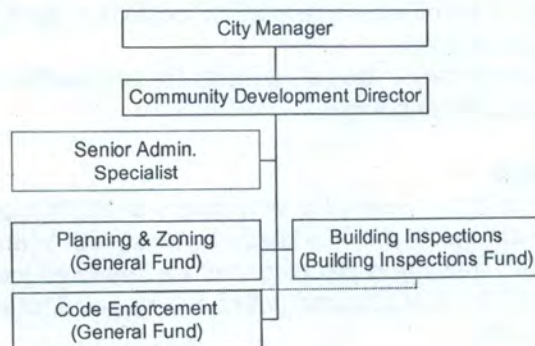 City Manager
Community Development Director
Senior Admin.
Specialist
Planning & Zoning
(General Fund)
Building Inspections
(Building Inspections Fund)
Code Enforcement
(General Fund)